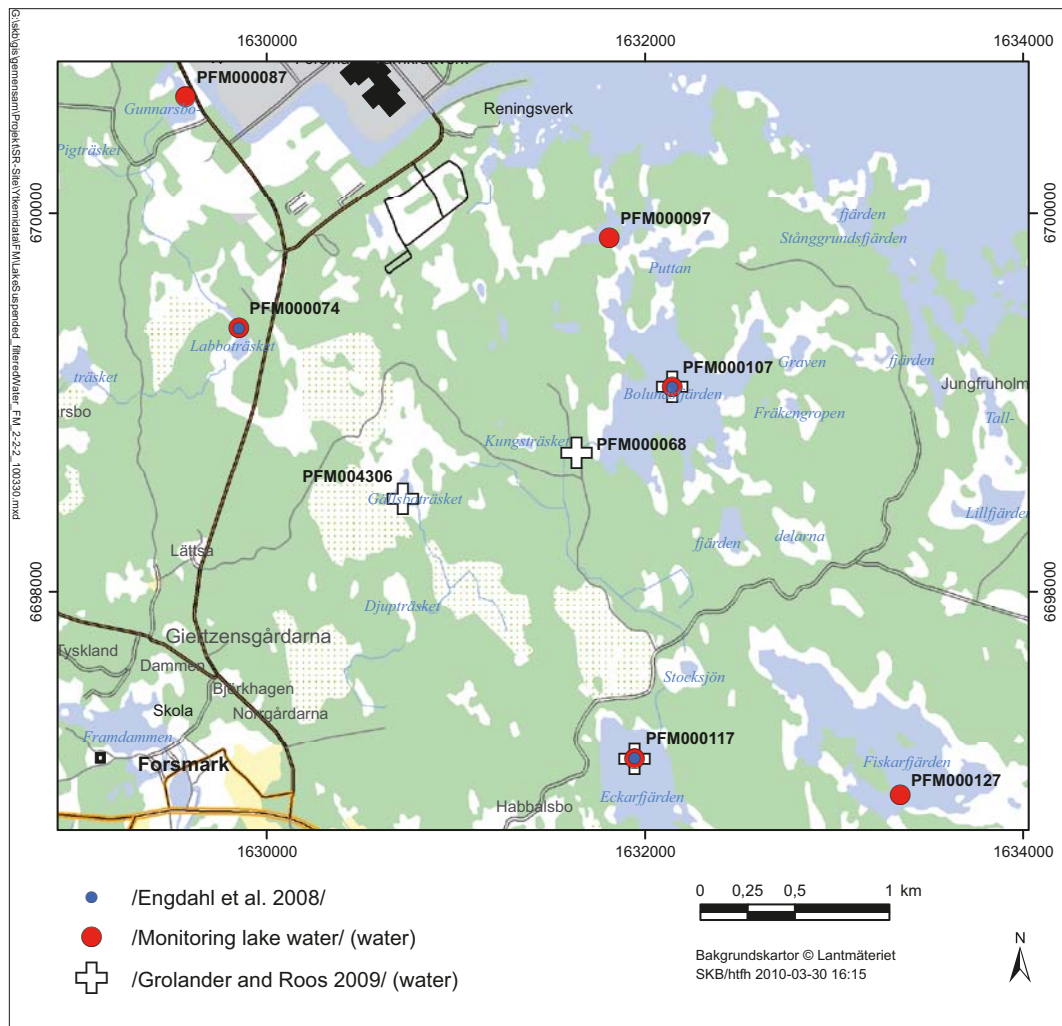 G:\skb\gis\gemensam\Projekt\SR-Site\Ytkemidata\FM\LakeSuspended_filteredWater_FM_2-2-2_100330.mxd
1630000
1632000
1634000
PFM000087
Gunnarsbo-
Reningsverk
Pigträsket
6700000
6700000
PFM000097
fjärden
Stånggrundsfjärden
Puttan
PFM000074
Labboträsket
Graven
fjärden
PFM000107
träsket
Bolundsfjärden
Jungfruholm
arsbo
Fräkengropen
Tall-
Kungsträsket
PFM000068
PFM004306
Gällsboträsket
Lillfjärden
fjärden
delarna
Lättsa
6698000
6698000
Djupträsket
Giertzensgårdarna
Tyskland
Dammen
Stocksjön
Björkhagen
Skola
Norrgårdarna
Framdammen
PFM000117
Forsmark
Fiskarfjärden
PFM000127
Eckarfjärden
Habbalsbo
1630000
1632000
1634000
/Engdahl et al. 2008/
/Monitoring lake water/ (water)
/Grolander and Roos 2009/ (water)
0 0,25 0,5 1 km
Bakgrundskartor © Lantmäteriet
SKB/htfh 2010-03-30 16:15
N